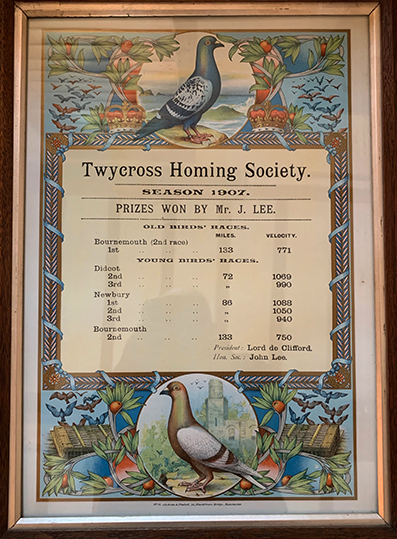 Twycross Homing Society.
SEASON 1907.
PRIZES WON BY Mr. J. LEE.
OLD BIRDS' RACES.
MILES. VELOCITY.
Bournemouth (2nd race)
1st .. .. .. 133 771
YOUNG BIRDS' RACES.
Didcot
2nd .. .. .. 72 1069
3rd .. .. .. " 990
Newbury
1st .. .. .. 86 1088
2nd .. .. .. " 1050
3rd .. .. .. " 940
Bournemouth
2nd .. .. .. 133 750
President: Lord de Clifford.
Hon. Sec.: John Lee.